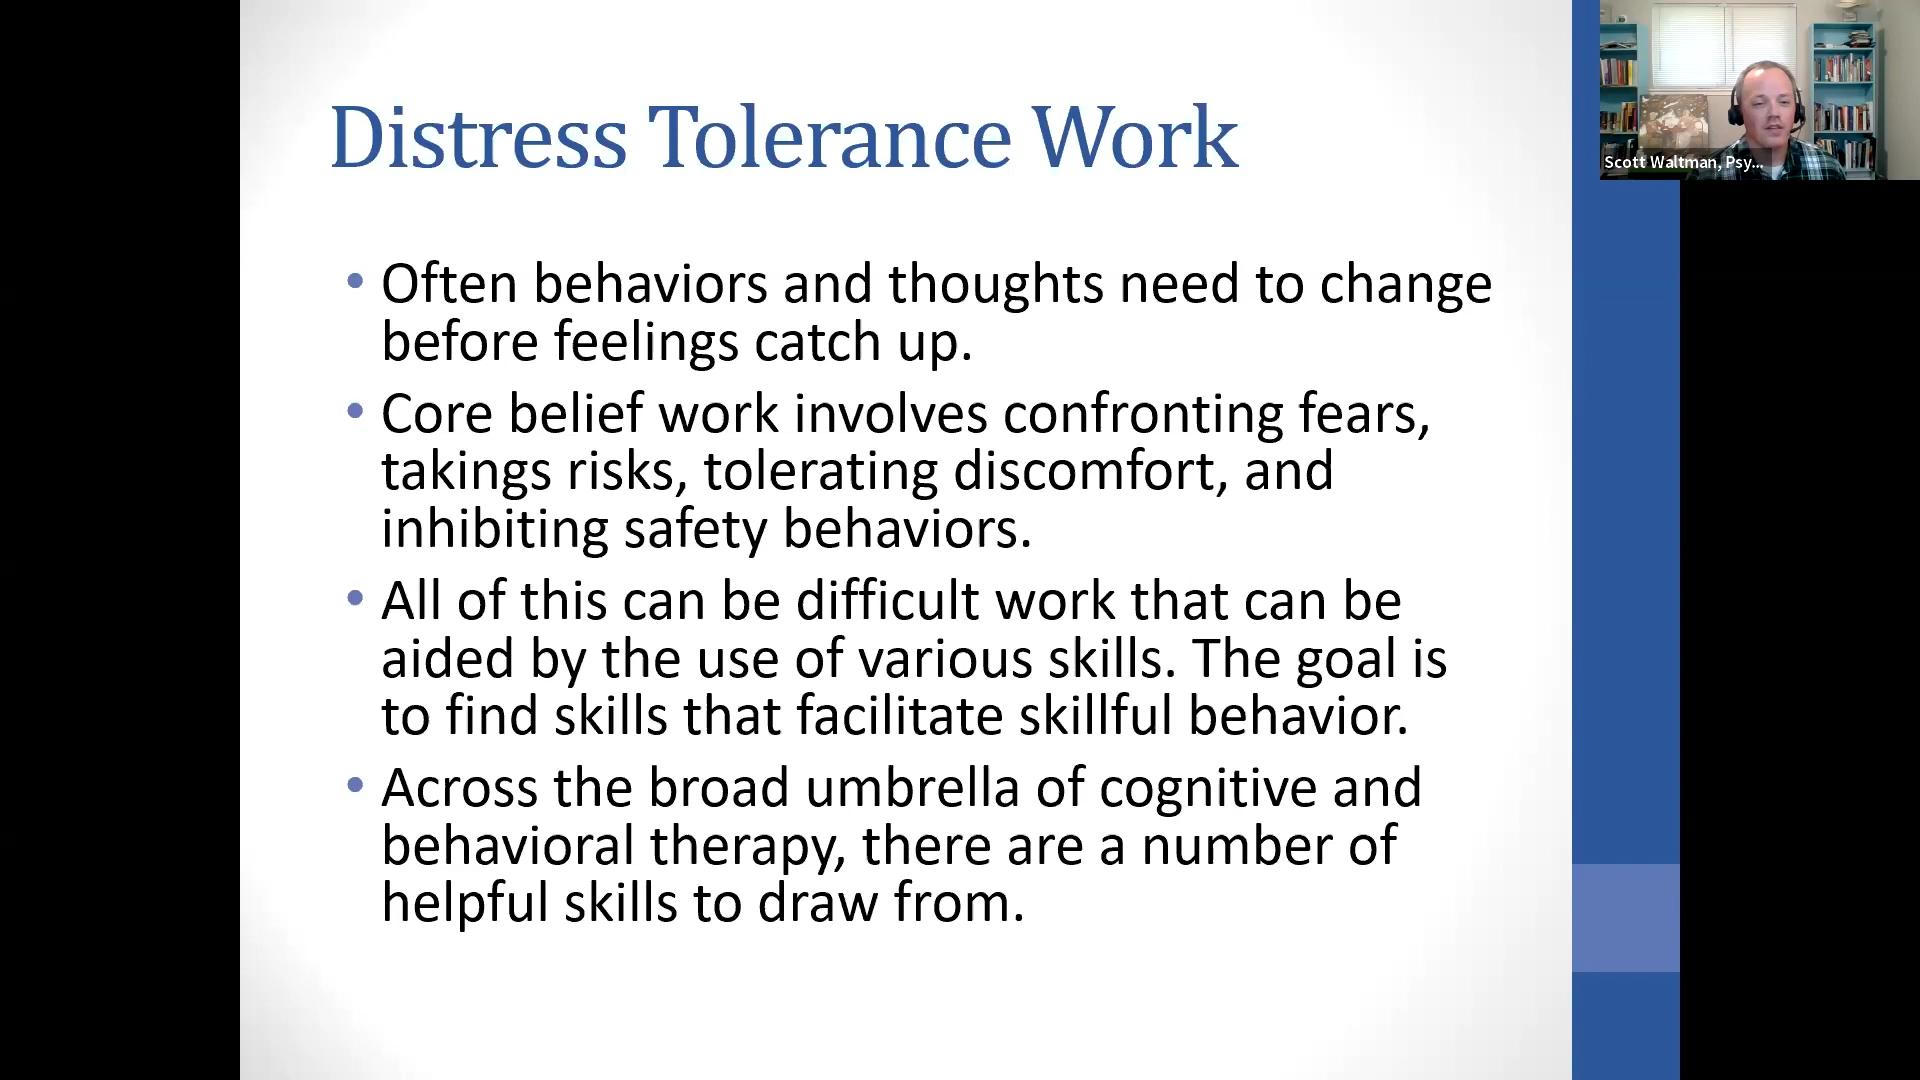 Distress Tolerance Work
• Often behaviors and thoughts need to change
before feelings catch up.
• Core belief work involves confronting fears,
takings risks, tolerating discomfort, and
inhibiting safety behaviors.
• All of this can be difficult work that can be
aided by the use of various skills. The goal is
to find skills that facilitate skillful behavior.
• Across the broad umbrella of cognitive and
behavioral therapy, there are a number of
helpful skills to draw from.
Scott Waltman, Psy...